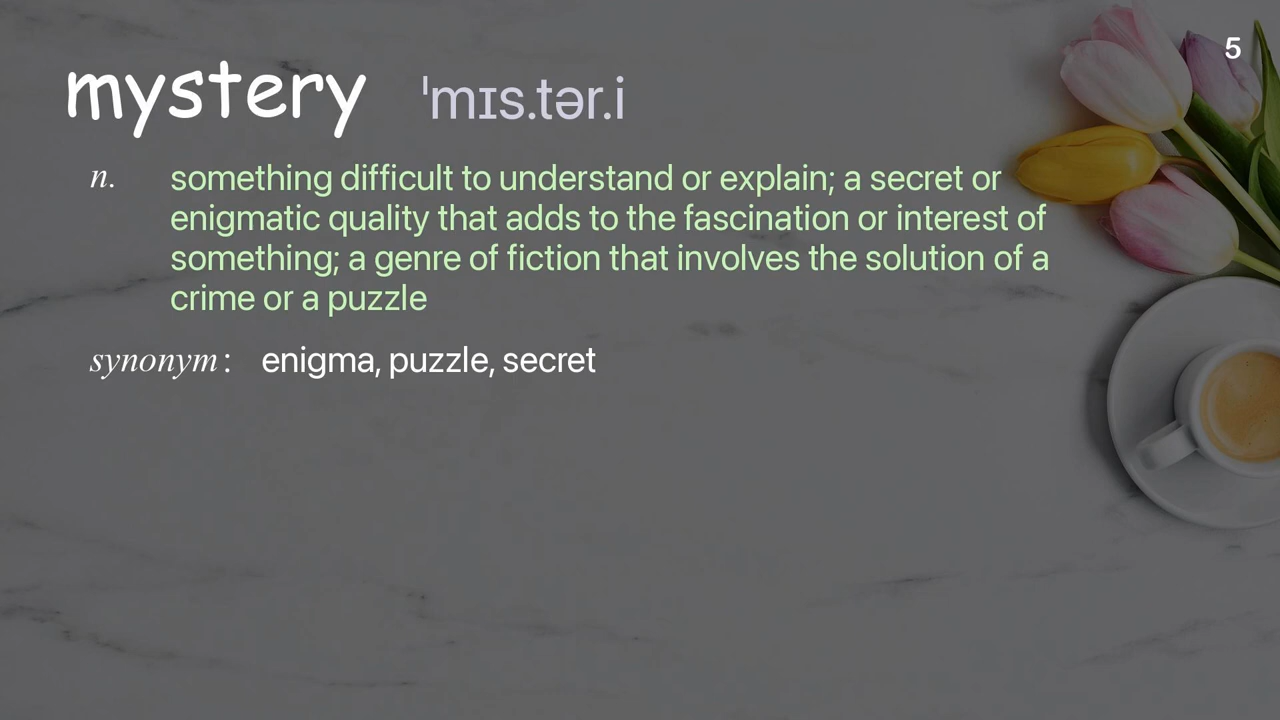 5
mystery ˈmɪs.tər.i
n. something difficult to understand or explain; a secret or
enigmatic quality that adds to the fascination or interest of
something; a genre of fiction that involves the solution of a
crime or a puzzle
synonym: enigma, puzzle, secret